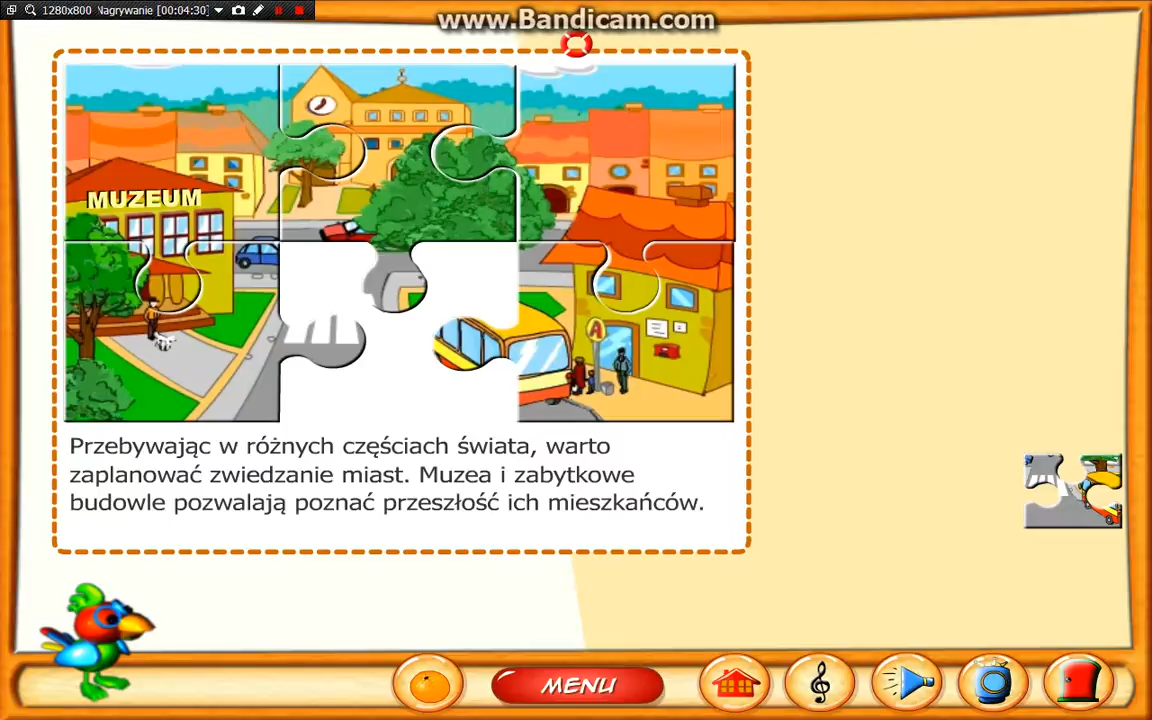 1280x800 Nagrywanie [00:04:30]
www.Bandicam.com
MUZEUM
A
Przebywając w różnych częściach świata, warto
zaplanować zwiedzanie miast. Muzea i zabytkowe
budowle pozwalają poznać przeszłość ich mieszkańców.
MENU